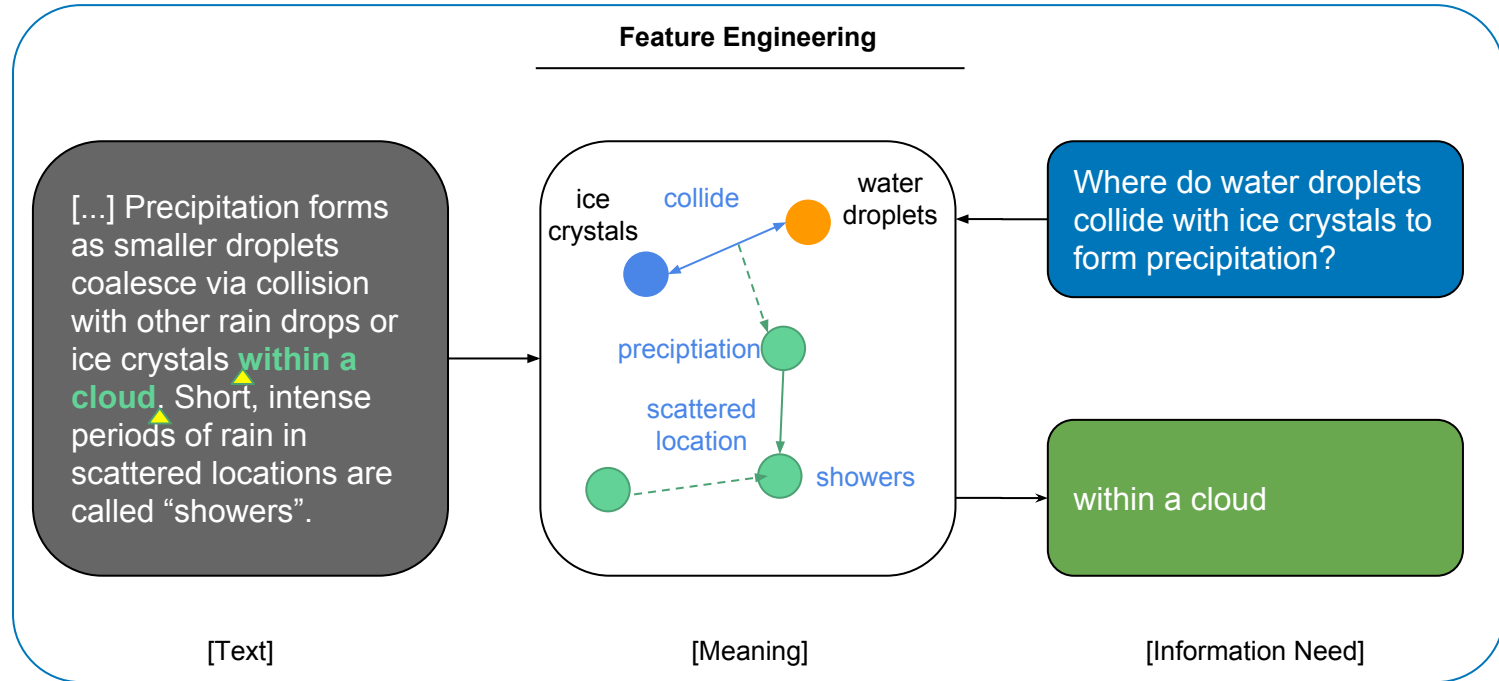 Feature Engineering
[...] Precipitation forms
as smaller droplets
coalesce via collision
with other rain drops or
ice crystals within a
cloud. Short, intense
periods of rain in
scattered locations are
called “showers”.
[Text]
ice
crystals
collide
water
droplets
preciptiation
scattered
location
showers
[Meaning]
Where do water droplets
collide with ice crystals to
form precipitation?
within a cloud
[Information Need]